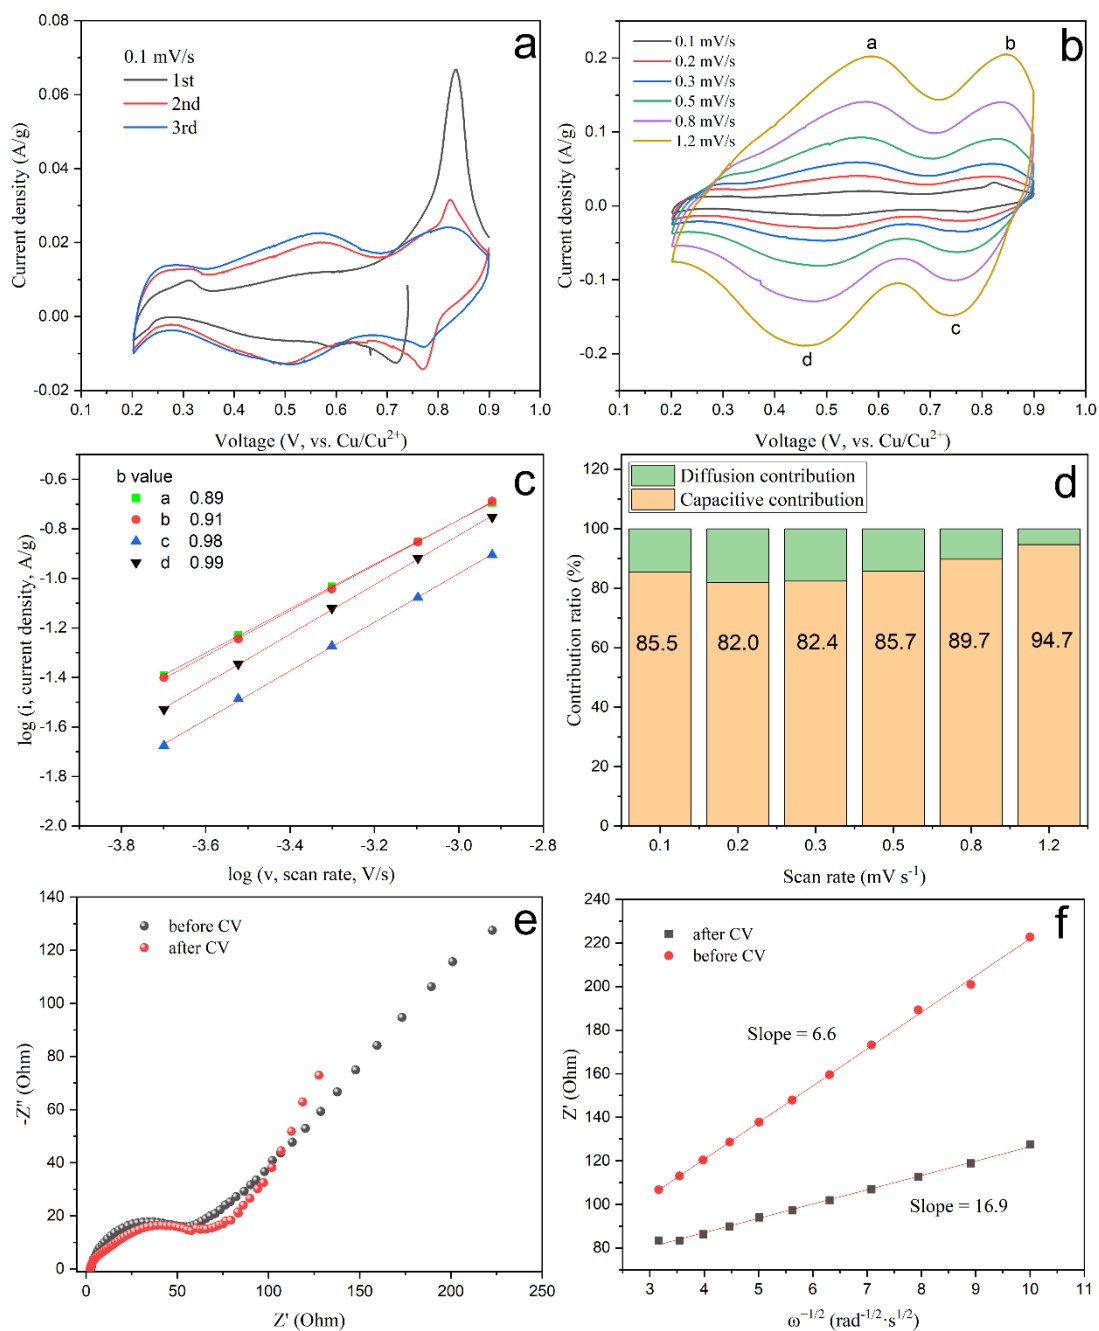 a
0.1 mV/s
1st
2nd
3rd
Current density (A/g)
0.08
0.06
0.04
0.02
0.00
-0.02
0.1 0.2 0.3 0.4 0.5 0.6 0.7 0.8 0.9 1.0
Voltage (V, vs. Cu/Cu²⁺)
b
0.1 mV/s
0.2 mV/s
0.3 mV/s
0.5 mV/s
0.8 mV/s
1.2 mV/s
a
b
c
d
Current density (A/g)
0.2
0.1
0.0
-0.1
-0.2
0.1 0.2 0.3 0.4 0.5 0.6 0.7 0.8 0.9 1.0
Voltage (V, vs. Cu/Cu²⁺)
c
b value
a 0.89
b 0.91
c 0.98
d 0.99
log (i, current density, A/g)
-0.6
-0.8
-1.0
-1.2
-1.4
-1.6
-1.8
-2.0
-3.8 -3.6 -3.4 -3.2 -3.0 -2.8
log (v, scan rate, V/s)
d
Diffusion contribution
Capacitive contribution
Contribution ratio (%)
120
100
80
60
40
20
0
85.5 82.0 82.4 85.7 89.7 94.7
0.1 0.2 0.3 0.5 0.8 1.2
Scan rate (mV s⁻¹)
e
before CV
after CV
-Z'' (Ohm)
140
120
100
80
60
40
20
0
0 50 100 150 200 250
Z' (Ohm)
f
after CV
before CV
Slope = 6.6
Slope = 16.9
Z' (Ohm)
240
220
200
180
160
140
120
100
80
3 4 5 6 7 8 9 10
ω⁻¹/² (rad⁻¹/²·s¹/²)